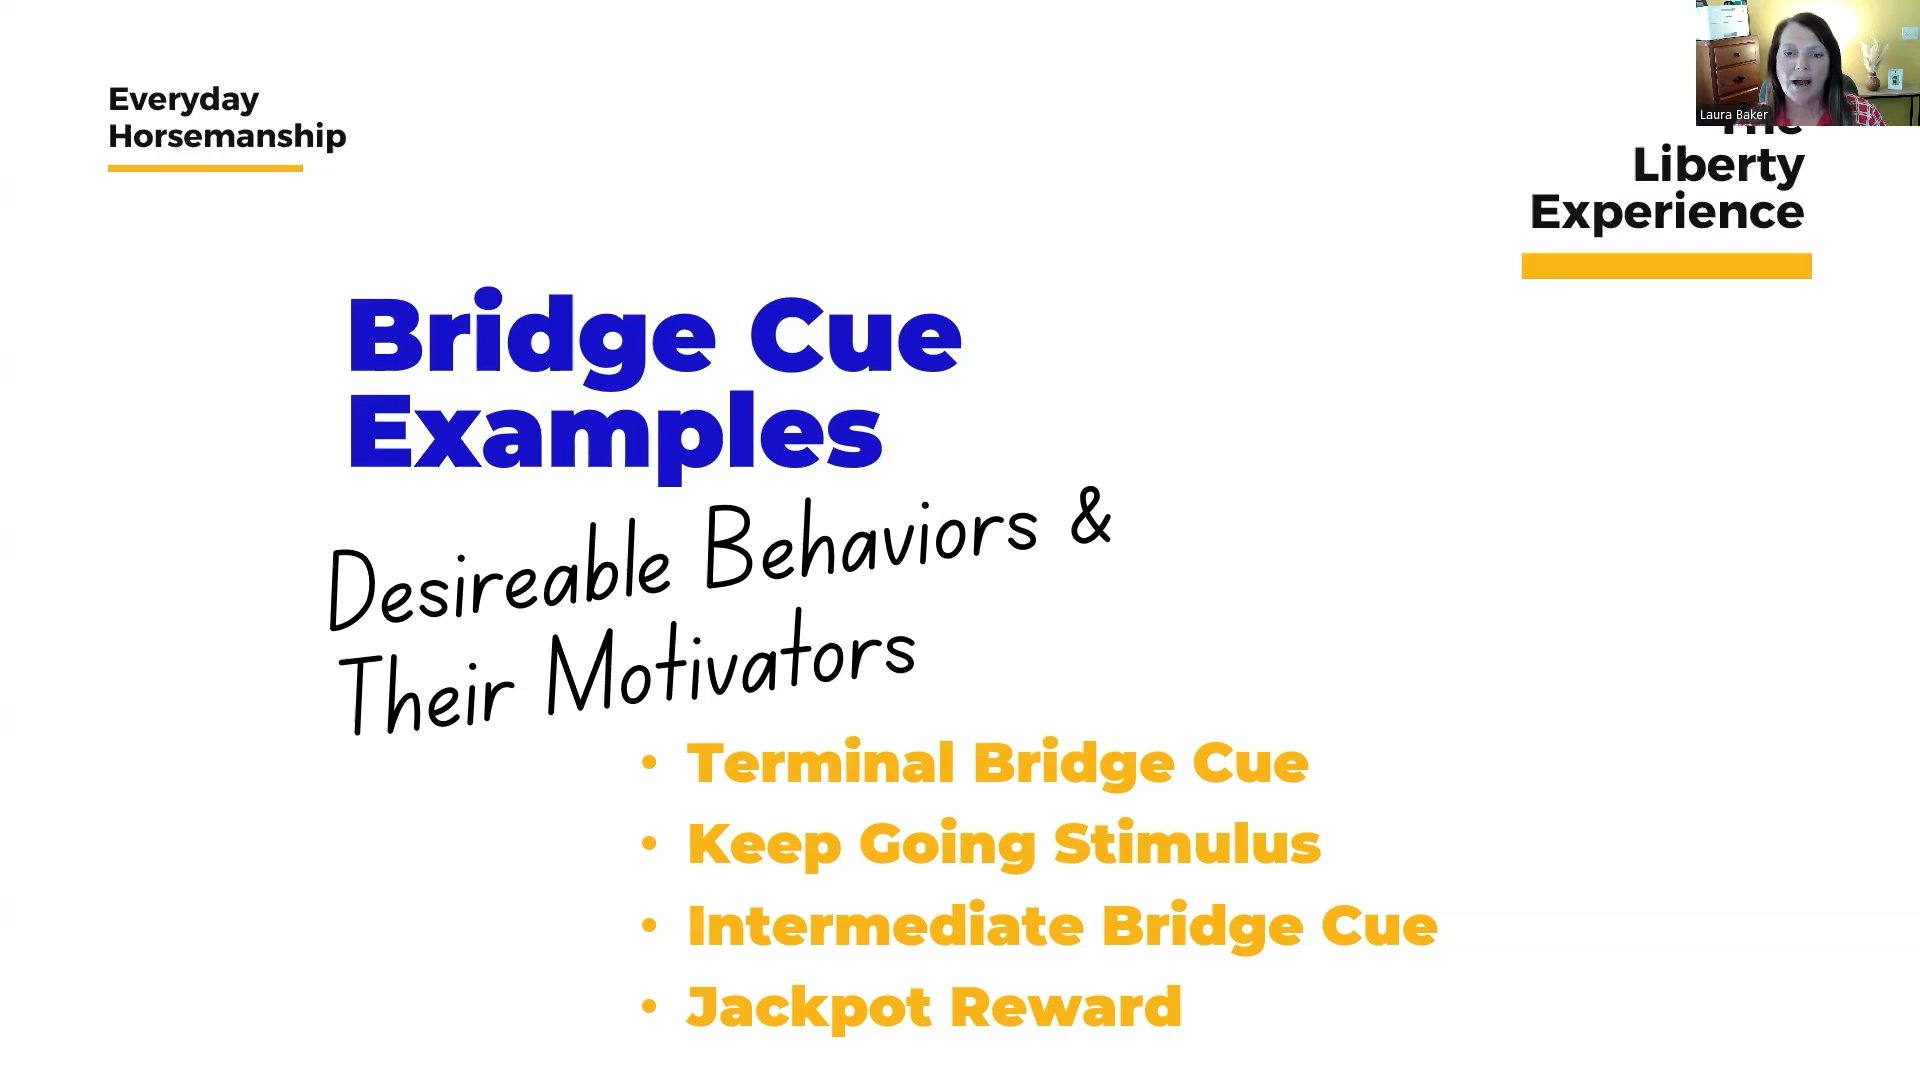 Everyday
Horsemanship
Laura Baker
The
Liberty
Experience
Bridge Cue
Examples
Desireable Behaviors &
Their Motivators
• Terminal Bridge Cue
• Keep Going Stimulus
• Intermediate Bridge Cue
• Jackpot Reward